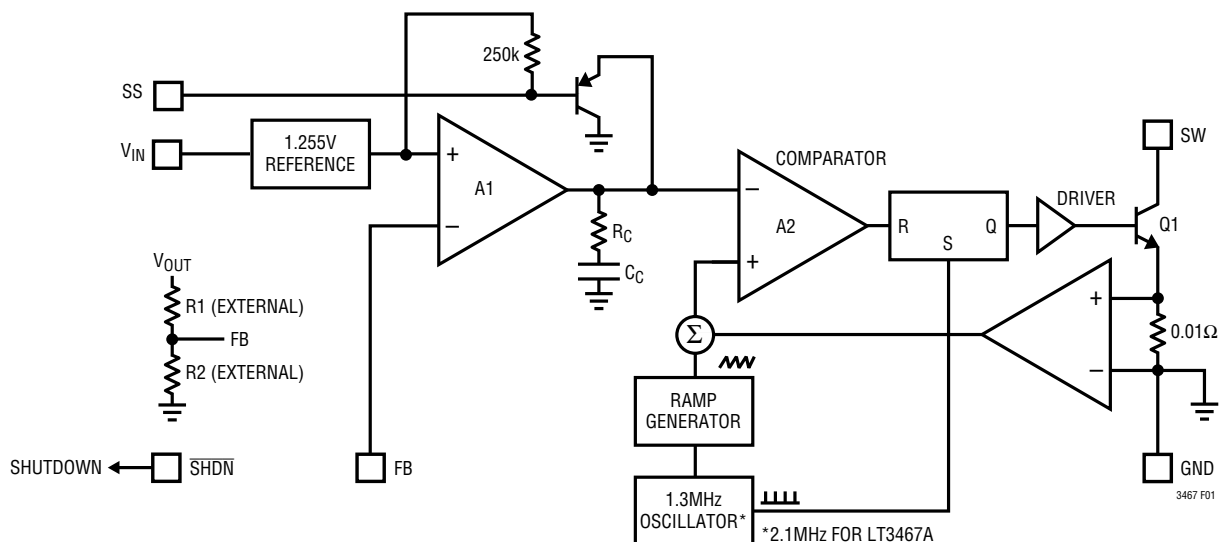 250k
SS
VIN
1.255V
REFERENCE
+
A1
−
RC
CC
COMPARATOR
−
A2
+
R
S
Q
DRIVER
SW
Q1
+
−
0.01Ω
VOUT
R1 (EXTERNAL)
FB
R2 (EXTERNAL)
Σ
RAMP
GENERATOR
SHUTDOWN
SHDN
FB
1.3MHz
OSCILLATOR*
*2.1MHz FOR LT3467A
GND
3467 F01